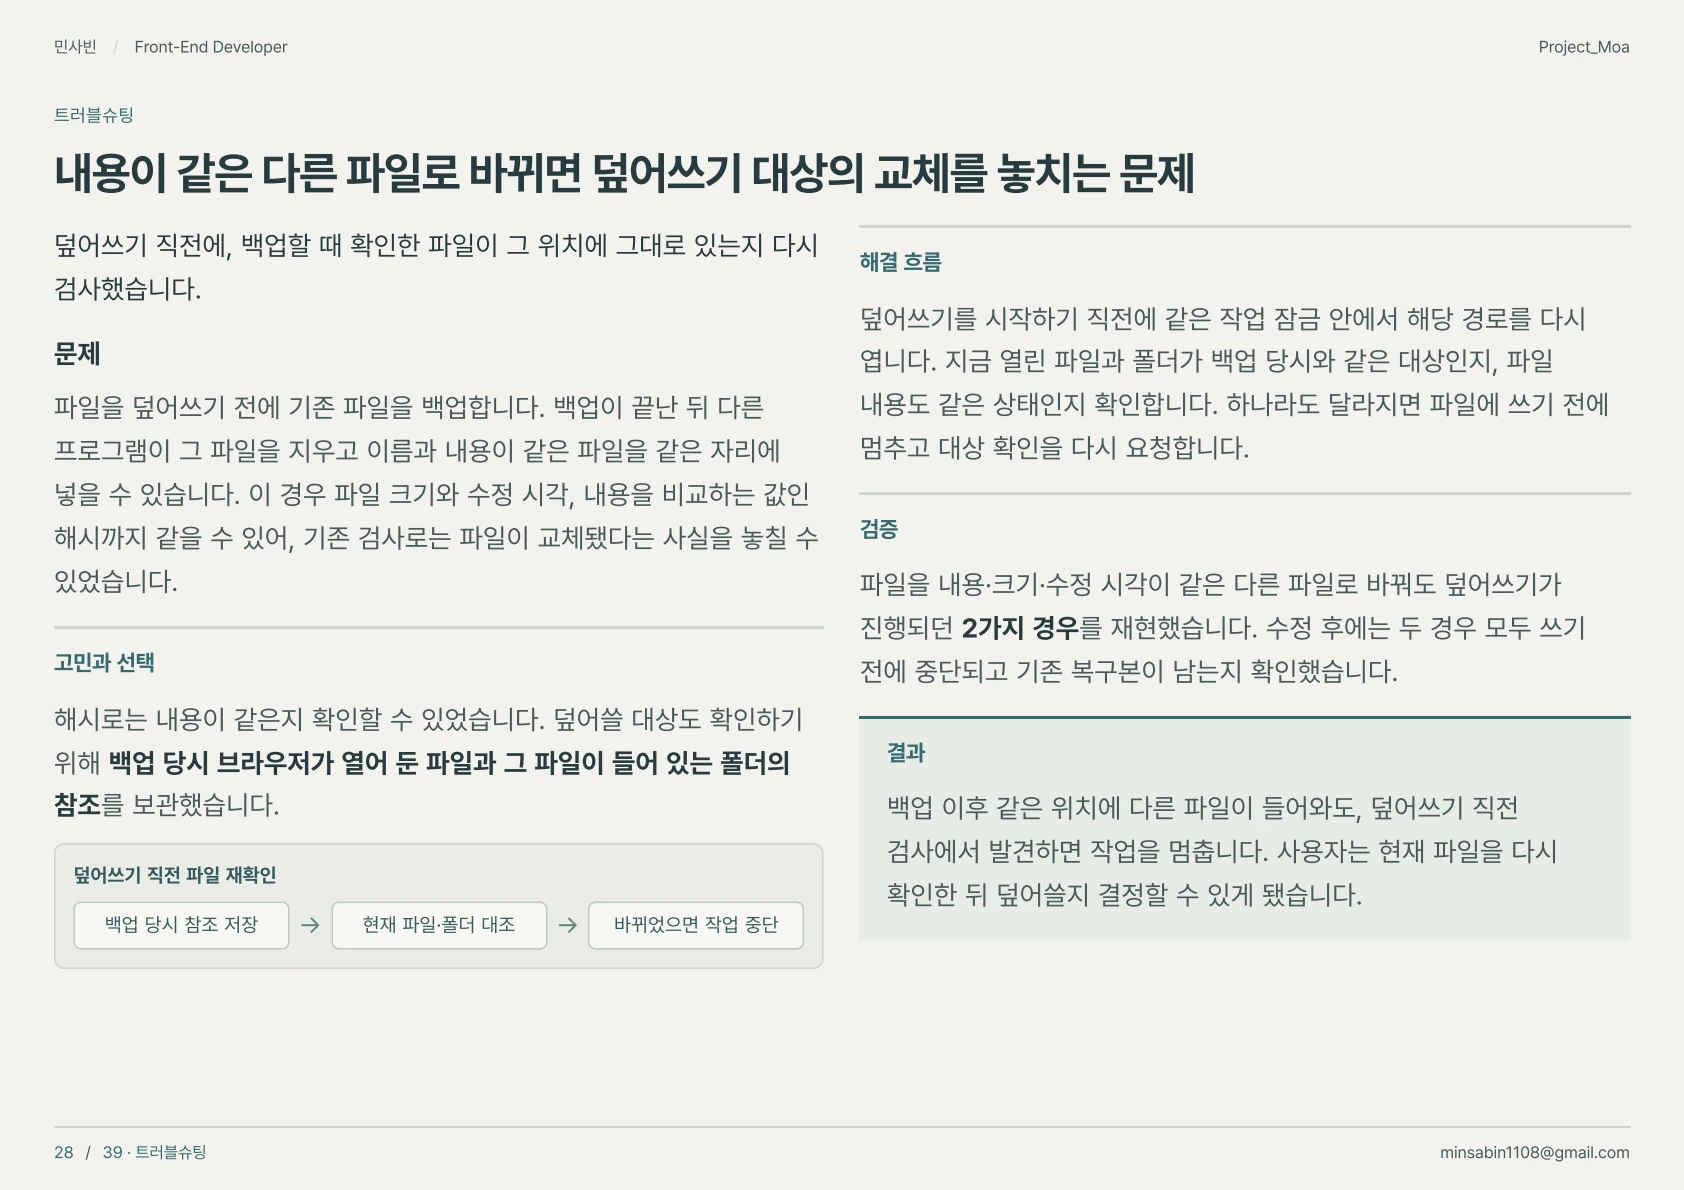 민사빈 / Front-End Developer
Project_Moa
트러블슈팅
내용이 같은 다른 파일로 바뀌면 덮어쓰기 대상의 교체를 놓치는 문제
덮어쓰기 직전에, 백업할 때 확인한 파일이 그 위치에 그대로 있는지 다시
검사했습니다.
문제
파일을 덮어쓰기 전에 기존 파일을 백업합니다. 백업이 끝난 뒤 다른
프로그램이 그 파일을 지우고 이름과 내용이 같은 파일을 같은 자리에
넣을 수 있습니다. 이 경우 파일 크기와 수정 시각, 내용을 비교하는 값인
해시까지 같을 수 있어, 기존 검사로는 파일이 교체됐다는 사실을 놓칠 수
있었습니다.
고민과 선택
해시로는 내용이 같은지 확인할 수 있었습니다. 덮어쓸 대상도 확인하기
위해 백업 당시 브라우저가 열어 둔 파일과 그 파일이 들어 있는 폴더의
참조를 보관했습니다.
덮어쓰기 직전 파일 재확인
백업 당시 참조 저장 → 현재 파일·폴더 대조 → 바뀌었으면 작업 중단
해결 흐름
덮어쓰기를 시작하기 직전에 같은 작업 잠금 안에서 해당 경로를 다시
엽니다. 지금 열린 파일과 폴더가 백업 당시와 같은 대상인지, 파일
내용도 같은 상태인지 확인합니다. 하나라도 달라지면 파일에 쓰기 전에
멈추고 대상 확인을 다시 요청합니다.
검증
파일을 내용·크기·수정 시각이 같은 다른 파일로 바꿔도 덮어쓰기가
진행되던 2가지 경우를 재현했습니다. 수정 후에는 두 경우 모두 쓰기
전에 중단되고 기존 복구본이 남는지 확인했습니다.
결과
백업 이후 같은 위치에 다른 파일이 들어와도, 덮어쓰기 직전
검사에서 발견하면 작업을 멈춥니다. 사용자는 현재 파일을 다시
확인한 뒤 덮어쓸지 결정할 수 있게 됐습니다.
28 / 39 · 트러블슈팅
minsabin1108@gmail.com